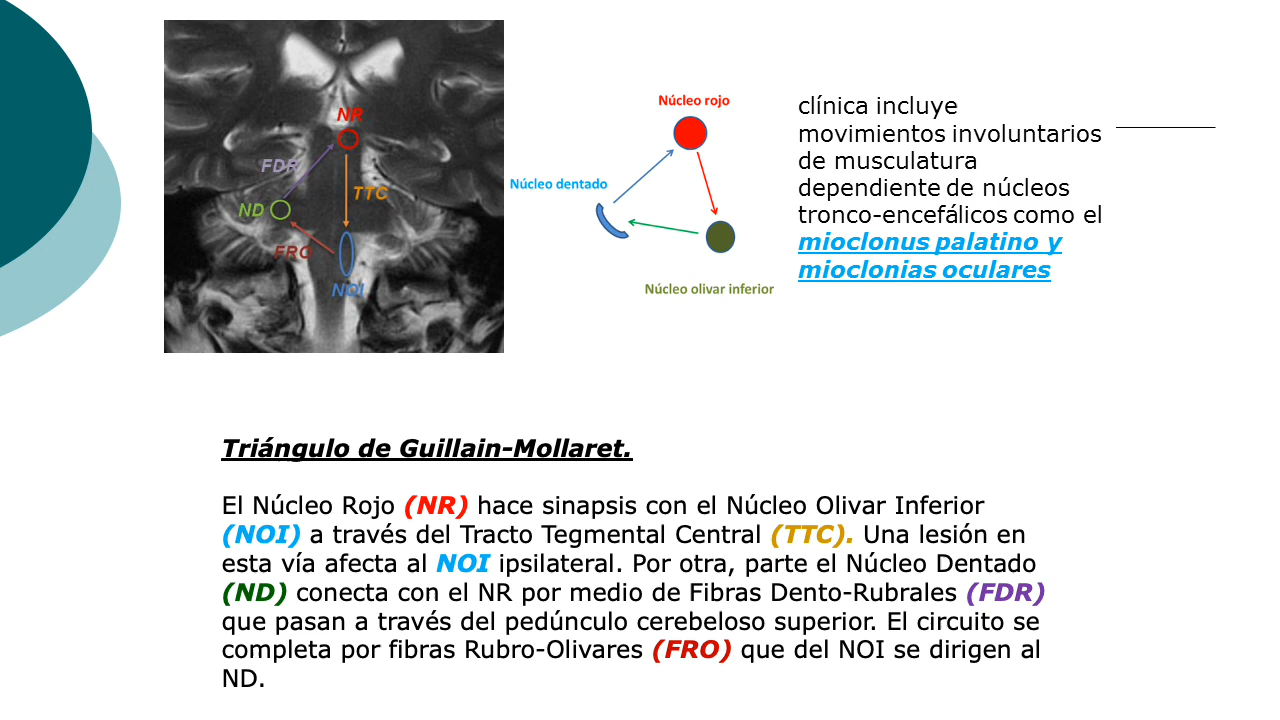 NR
FDR
TTC
ND
FRO
NOI
Núcleo rojo
Núcleo dentado
Núcleo olivar inferior
clínica incluye
movimientos involuntarios
de musculatura
dependiente de núcleos
tronco-encefálicos como el
mioclonus palatino y
mioclonias oculares
Triángulo de Guillain-Mollaret.
El Núcleo Rojo (NR) hace sinapsis con el Núcleo Olivar Inferior
(NOI) a través del Tracto Tegmental Central (TTC). Una lesión en
esta vía afecta al NOI ipsilateral. Por otra, parte el Núcleo Dentado
(ND) conecta con el NR por medio de Fibras Dento-Rubrales (FDR)
que pasan a través del pedúnculo cerebeloso superior. El circuito se
completa por fibras Rubro-Olivares (FRO) que del NOI se dirigen al
ND.